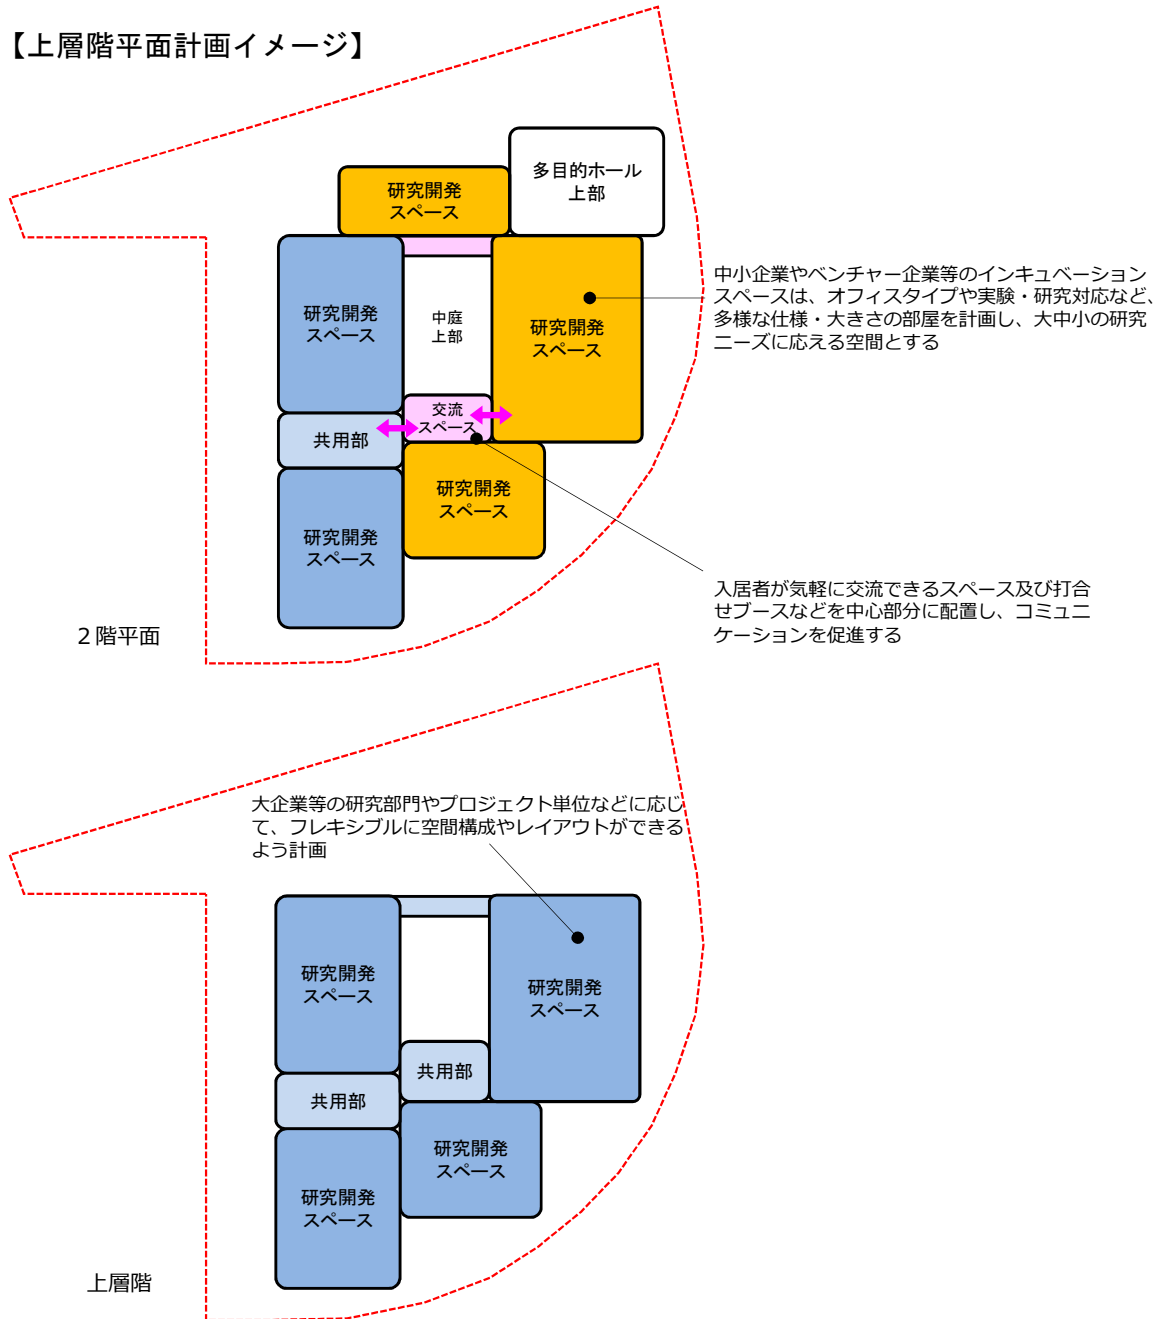 【上層階平面計画イメージ】
多目的ホール
上部
研究開発
スペース
研究開発
スペース
中庭
上部
研究開発
スペース
中小企業やベンチャー企業等のインキュベーション
スペースは、オフィスタイプや実験・研究対応など、
多様な仕様・大きさの部屋を計画し、大中小の研究
ニーズに応える空間とする
交流
スペース
共用部
研究開発
スペース
研究開発
スペース
入居者が気軽に交流できるスペース及び打合
せブースなどを中心部分に配置し、コミュニ
ケーションを促進する
２階平面
大企業等の研究部門やプロジェクト単位などに応じ
て、フレキシブルに空間構成やレイアウトができる
よう計画
研究開発
スペース
研究開発
スペース
共用部
共用部
研究開発
スペース
研究開発
スペース
上層階